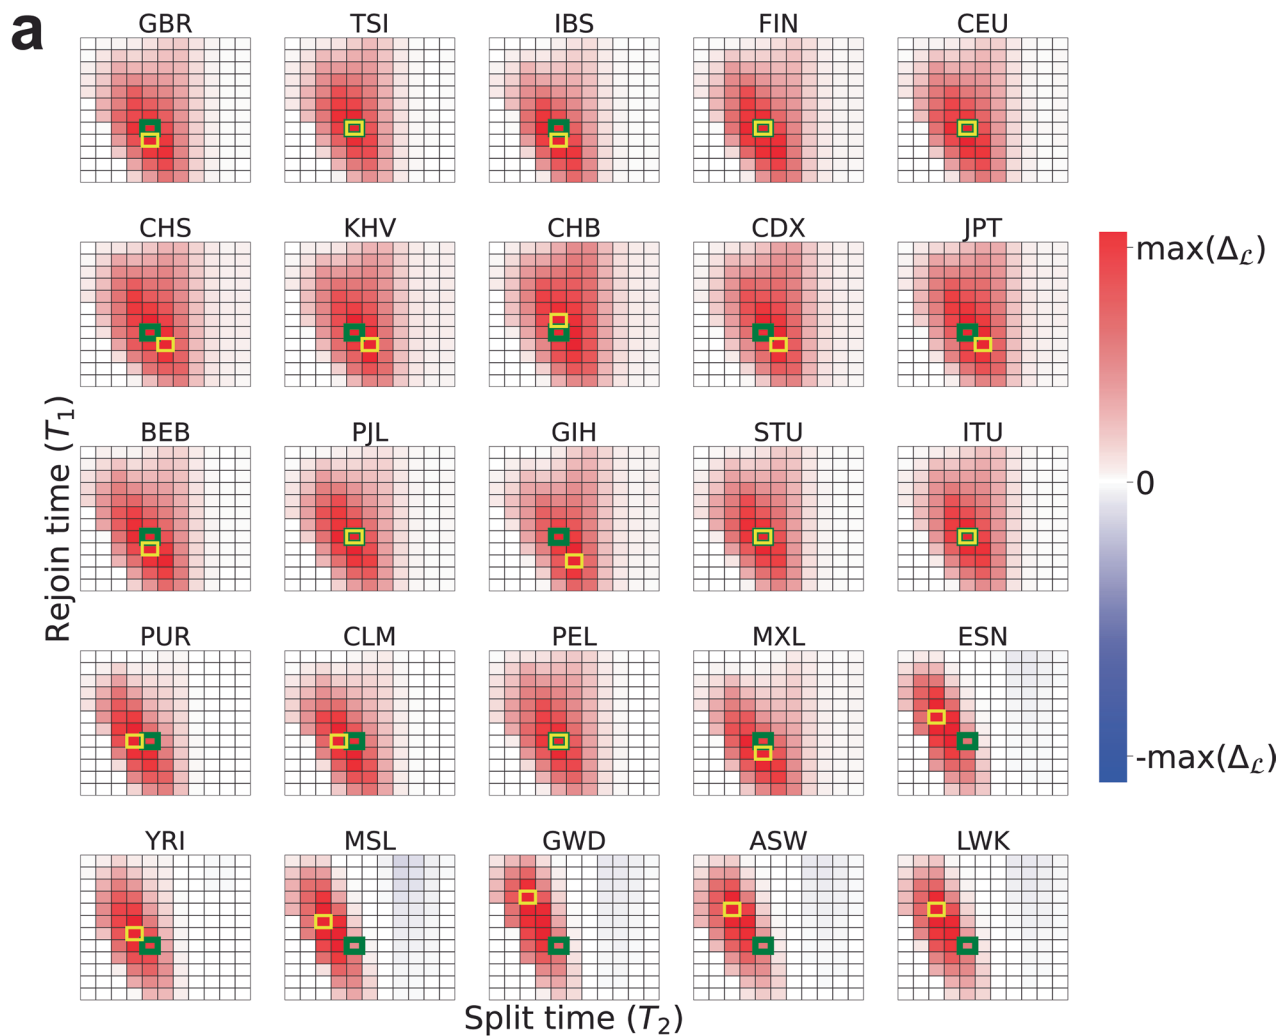 a
GBR TSI IBS FIN CEU
CHS KHV CHB CDX JPT
max(Δ𝓛)
BEB PJL GIH STU ITU
0
Rejoin time (T₁)
PUR CLM PEL MXL ESN
-max(Δ𝓛)
YRI MSL GWD ASW LWK
Split time (T₂)